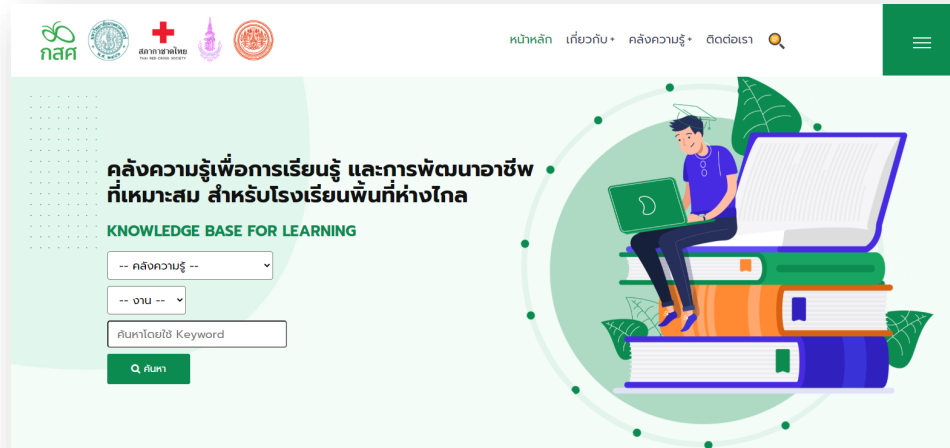 กสศ
สภากาชาดไทย
THAI RED CROSS SOCIETY
หน้าหลัก เกี่ยวกับ+ คลังความรู้+ ติดต่อเรา
คลังความรู้เพื่อการเรียนรู้ และการพัฒนาอาชีพ
ที่เหมาะสม สำหรับโรงเรียนพื้นที่ห่างไกล
KNOWLEDGE BASE FOR LEARNING
-- คลังความรู้ --
-- งาน --
ค้นหาโดยใช้ Keyword
ค้นหา